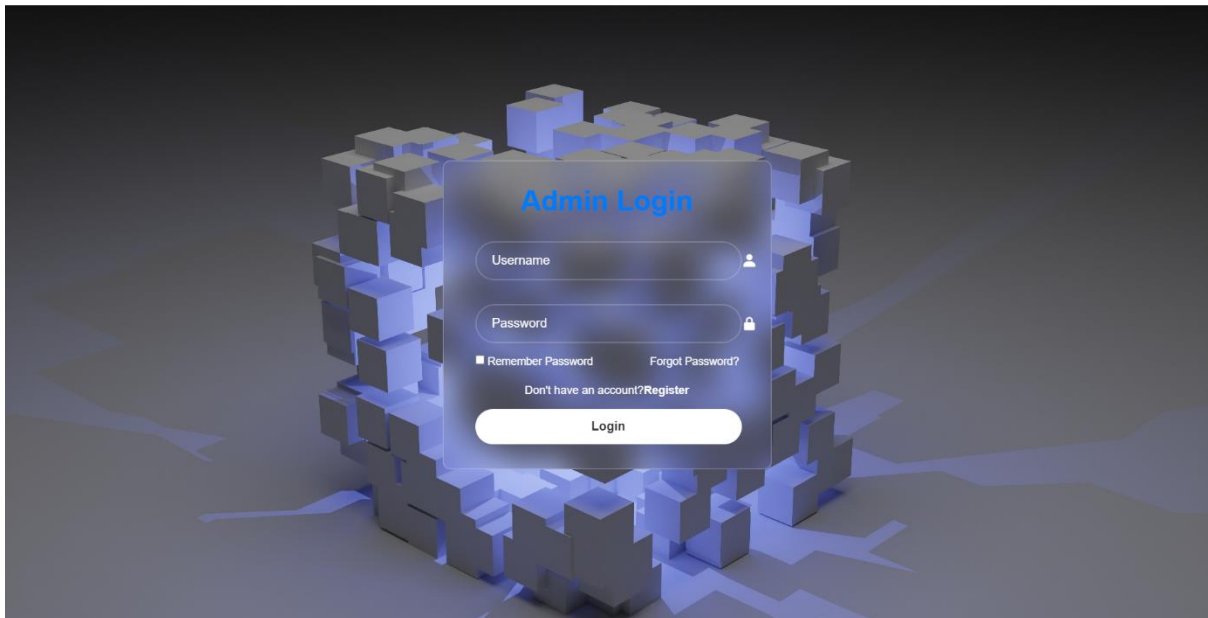 Admin Login
Username
Password
Remember Password Forgot Password?
Don't have an account?Register
Login